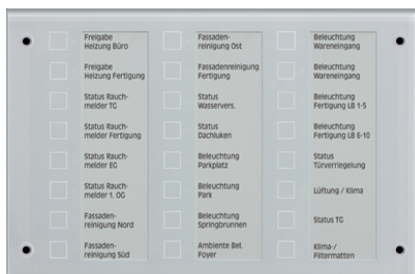 Freigabe
Heizung Büro
Freigabe
Heizung Fertigung
Status Rauch-
melder TG
Status Rauch-
melder Fertigung
Status Rauch-
melder EG
Status Rauch-
melder 1. OG
Fassaden-
reinigung Nord
Fassaden-
reinigung Süd
Fassaden-
reinigung Ost
Fassadenreinigung
Fertigung
Status
Wasservers.
Status
Dachluken
Beleuchtung
Parkplatz
Beleuchtung
Park
Beleuchtung
Springbrunnen
Ambiente Bel.
Foyer
Beleuchtung
Wareneingang
Beleuchtung
Wareneingang
Beleuchtung
Fertigung LB 1-5
Beleuchtung
Fertigung LB 6-10
Status
Türverriegelung
Lüftung / Klima
Status TG
Klima-/
Filtermatten